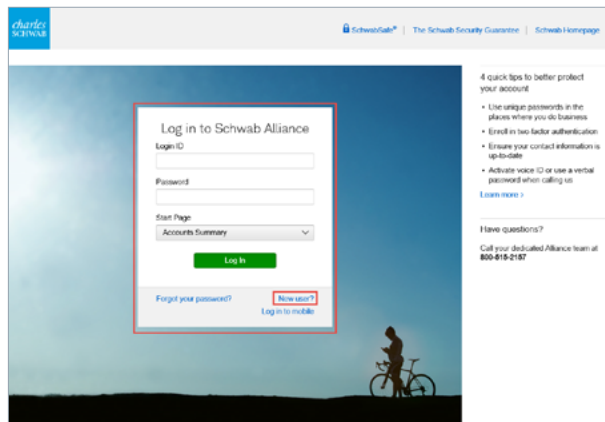 charles
SCHWAB
SchwabSafe® | The Schwab Security Guarantee | Schwab Homepage
Log in to Schwab Alliance
Login ID
Password
Start Page
Accounts Summary
Log In
Forgot your password?
New user?
Log in to mobile
4 quick tips to better protect
your account
• Use unique passwords in the
places where you do business
• Enroll in two factor authentication
• Ensure your contact information is
up-to-date
• Activate voice ID or use a verbal
password when calling us
Learn more >
Have questions?
Call your dedicated Alliance team at
800-515-2157